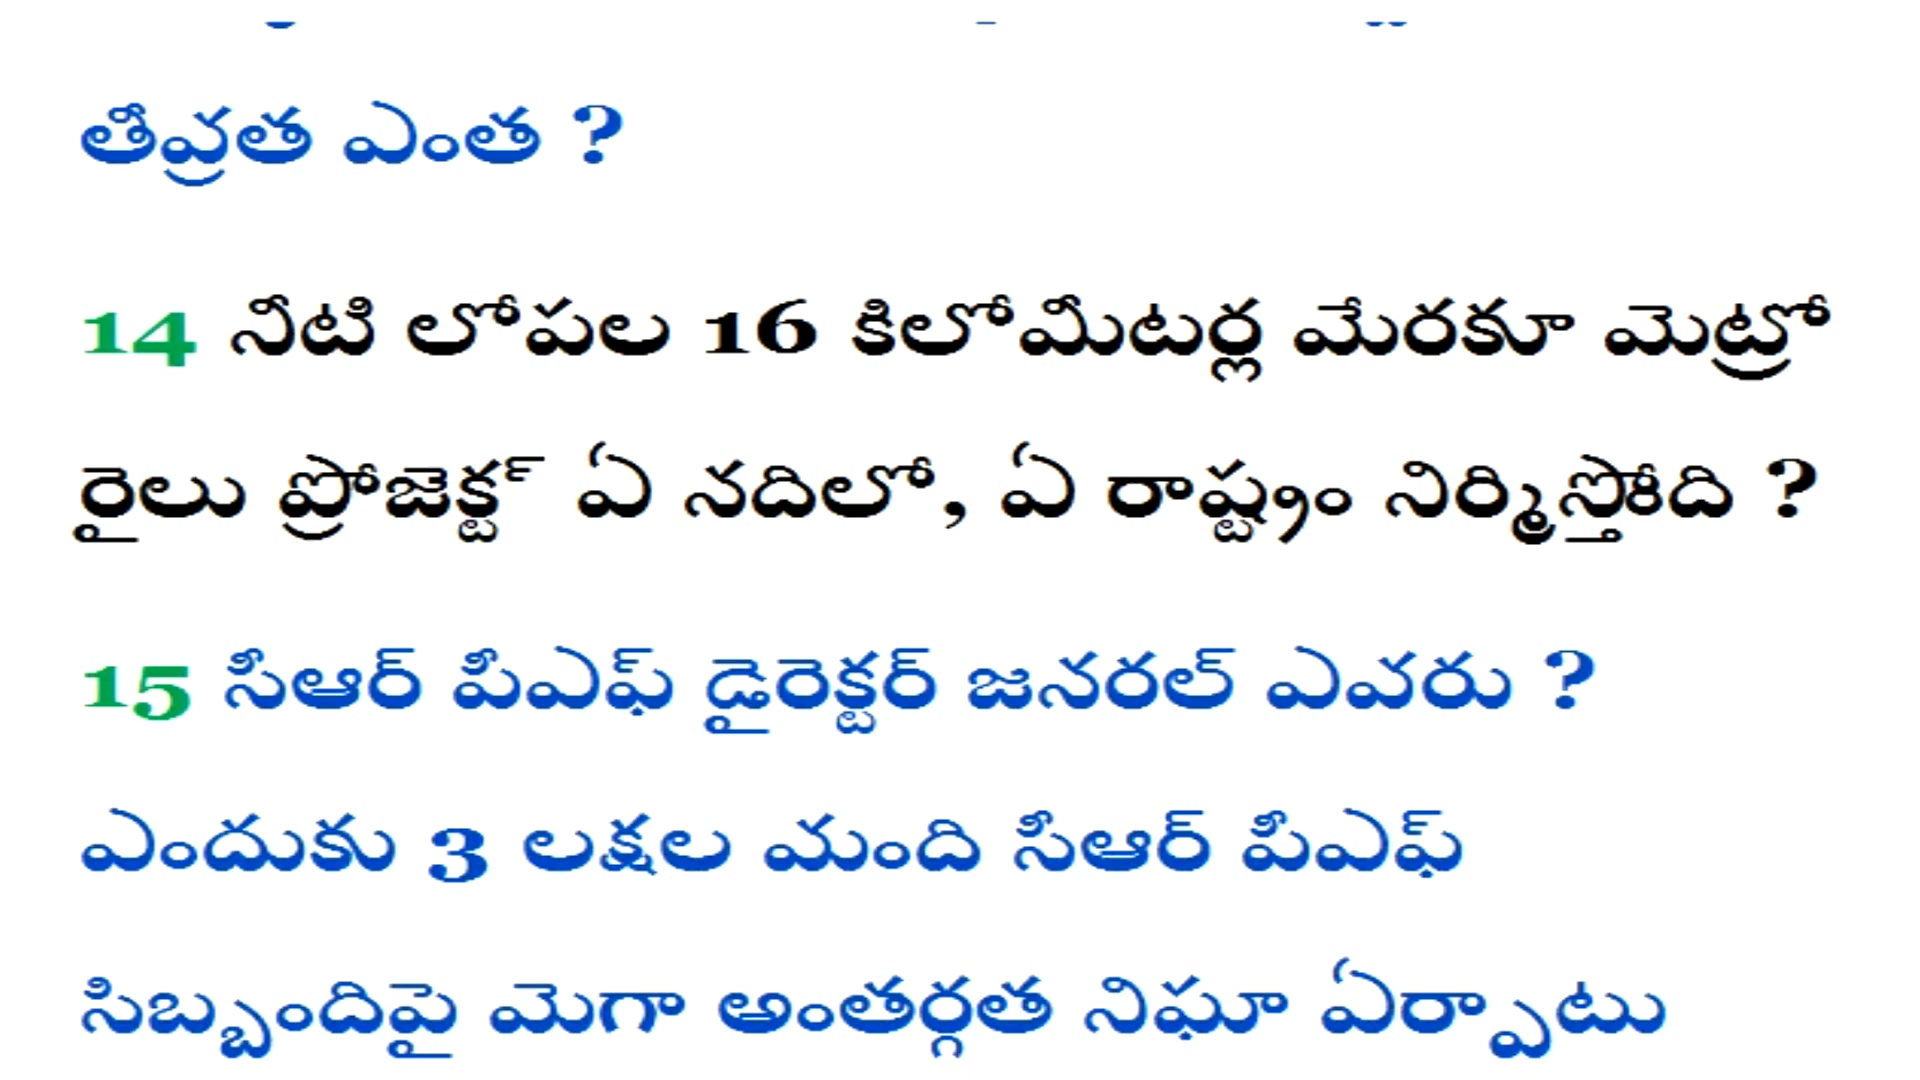 తీవ్రత ఎంత ?
14 నీటి లోపల 16 కిలోమీటర్ల మేరకూ మెట్రో
రైలు ప్రోజెక్ట్ ఏ నదిలో, ఏ రాష్ట్రం ?
15 సీఆర్ పీఎఫ్ డైరెక్టర్ జనరల్ ఎవరు ?
ఎందుకు 3 లక్షల మంది సీఆర్ పీఎఫ్
సిబ్బందిపై మెగా అంతర్గత నిఘా ఏర్పాటు